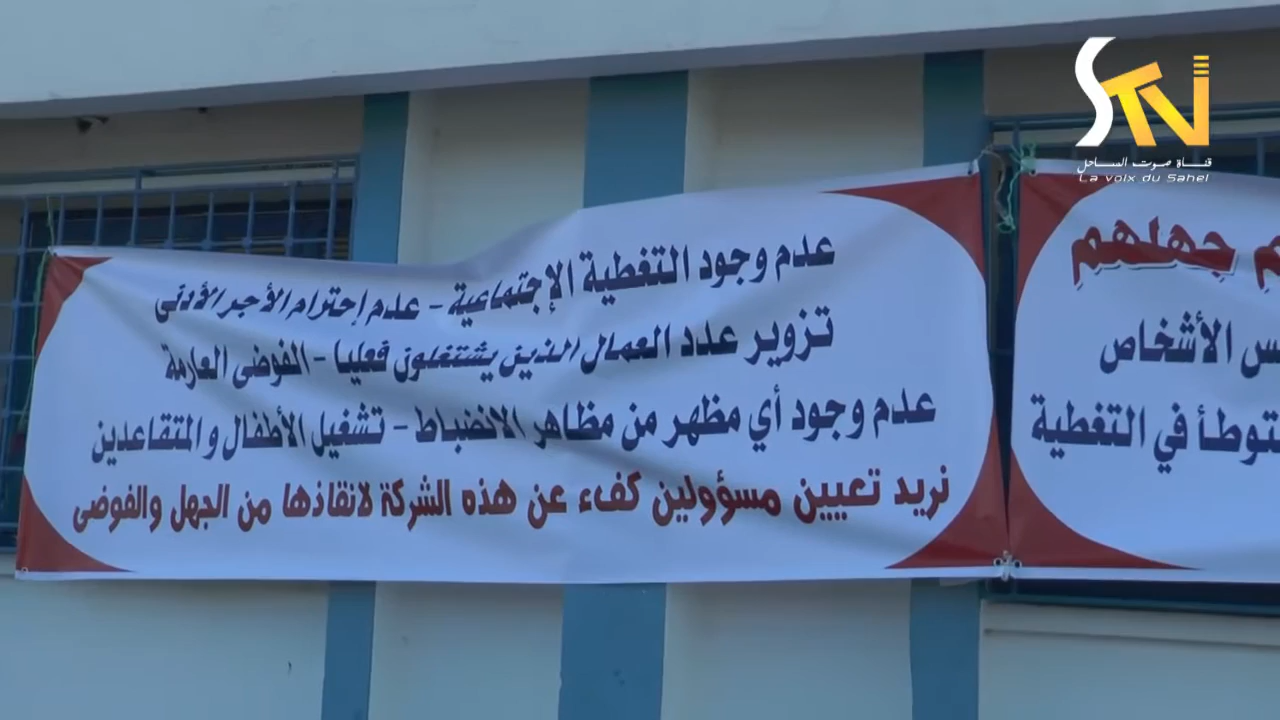 STV
قناة صوت الساحل
La voix du Sahel
عدم وجود التغطية الإجتماعية - عدم إحترام الأجر الأدنى
تزوير عدد العمال الذين يشتغلون فعليا - الفوضى العارمة
عدم وجود أي مظهر من مظاهر الانضباط - تشغيل الأطفال والمتقاعدين
نريد تعيين مسؤولين كفء عن هذه الشركة لانقاذها من الجهل والفوضى
جهلهم
الأشخاص
في التغطية